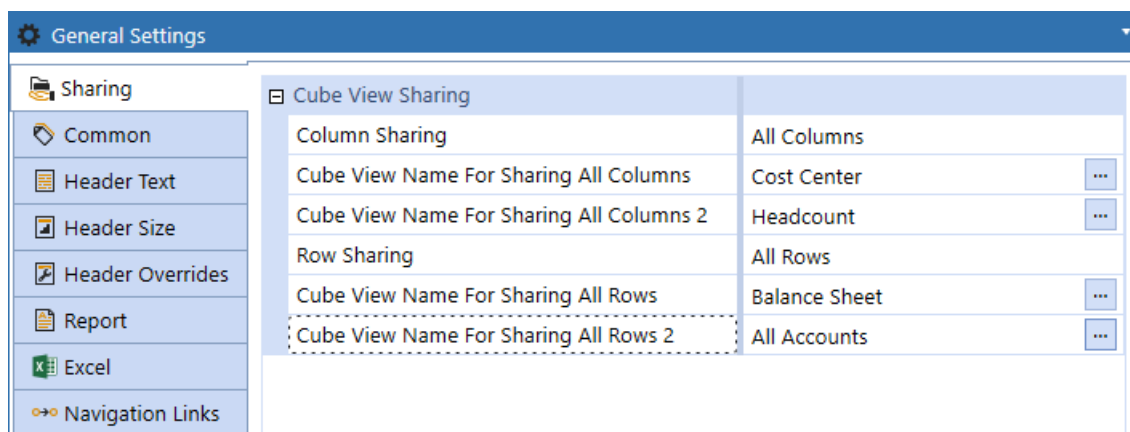 General Settings
Sharing
Common
Header Text
Header Size
Header Overrides
Report
Excel
Navigation Links
Cube View Sharing
Column Sharing All Columns
Cube View Name For Sharing All Columns Cost Center ...
Cube View Name For Sharing All Columns 2 Headcount ...
Row Sharing All Rows
Cube View Name For Sharing All Rows Balance Sheet ...
Cube View Name For Sharing All Rows 2 All Accounts ...